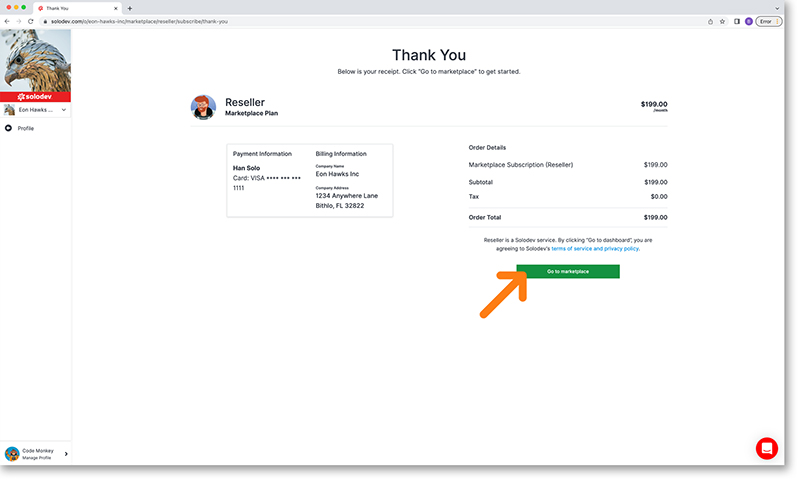 Thank You
solodev.com/o/eon-hawks-inc/marketplace/reseller/subscribe/thank-you
B
Error
solodev
Eon Hawks ...
Profile
Thank You
Below is your receipt. Click "Go to marketplace" to get started.
Reseller
Marketplace Plan
$199.00
/month
Payment Information
Han Solo
Card: VISA •••• ••• •••
1111
Billing Information
Company Name
Eon Hawks Inc
Company Address
1234 Anywhere Lane
Bithlo, FL 32822
Order Details
Marketplace Subscription (Reseller) $199.00
Subtotal $199.00
Tax $0.00
Order Total $199.00
Reseller is a Solodev service. By clicking "Go to dashboard", you are
agreeing to Solodev's terms of service and privacy policy.
Go to marketplace
Code Monkey
Manage Profile